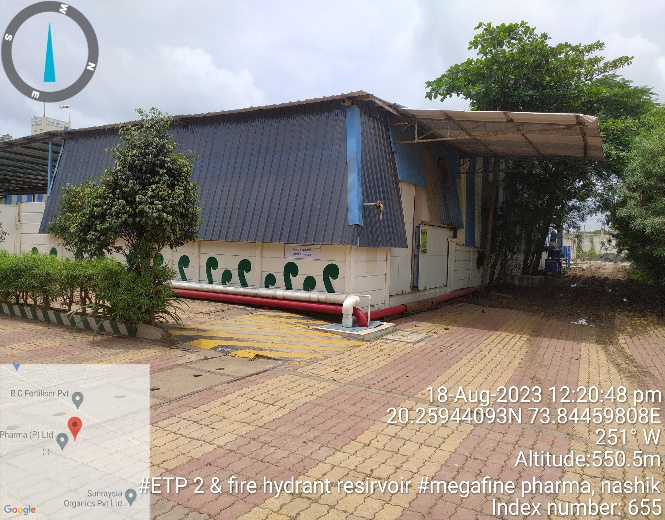 W
S
N
E
R C Fertiliser Pvt
Pharma (P) Ltd
Sunraysia
Organics Pvt Ltd
Google
18-Aug-2023 12:20:48 pm
20.25944093N 73.84459808E
251° W
Altitude:550.5m
#ETP 2 & fire hydrant resirvoir #megafine pharma, nashik
Index number: 655